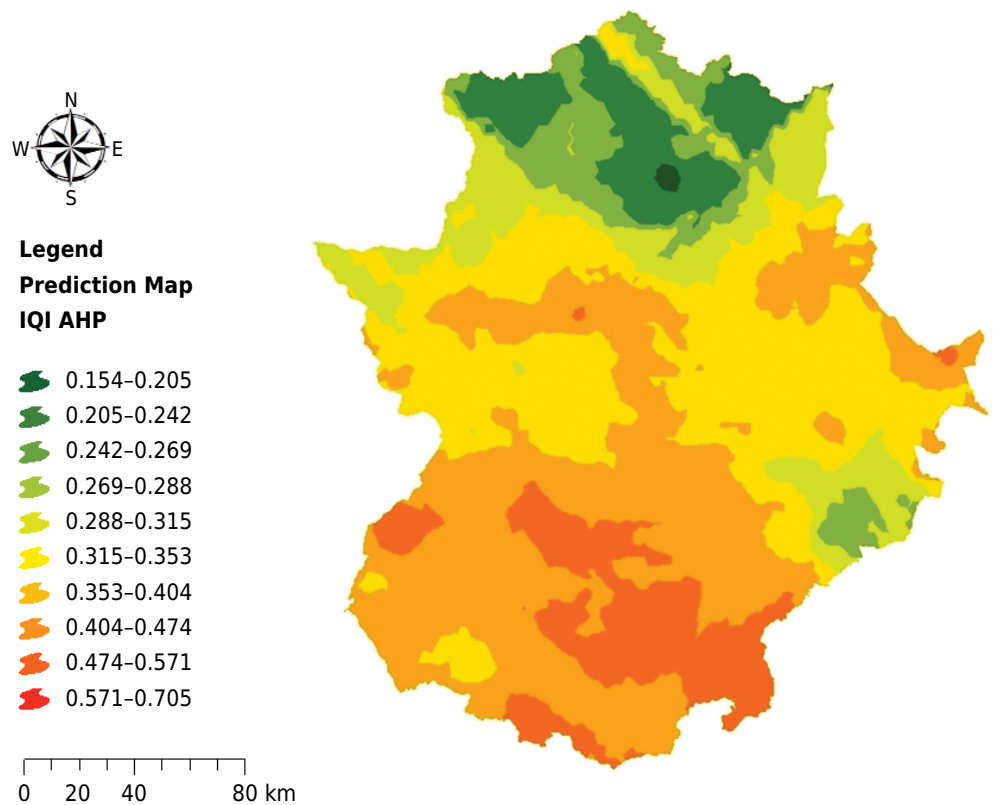 N
W E
S
Legend
Prediction Map
IQI AHP
0.154–0.205
0.205–0.242
0.242–0.269
0.269–0.288
0.288–0.315
0.315–0.353
0.353–0.404
0.404–0.474
0.474–0.571
0.571–0.705
0 20 40 80 km